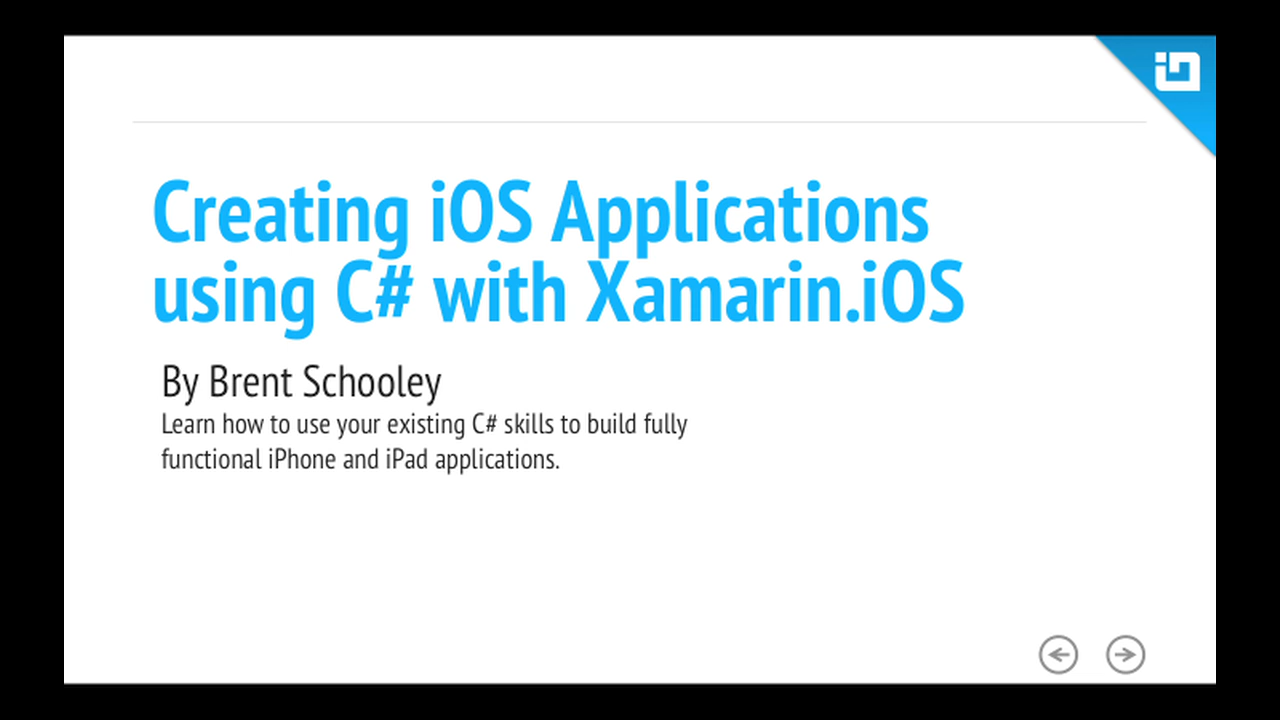 Creating iOS Applications
using C# with Xamarin.iOS
By Brent Schooley
Learn how to use your existing C# skills to build fully
functional iPhone and iPad applications.